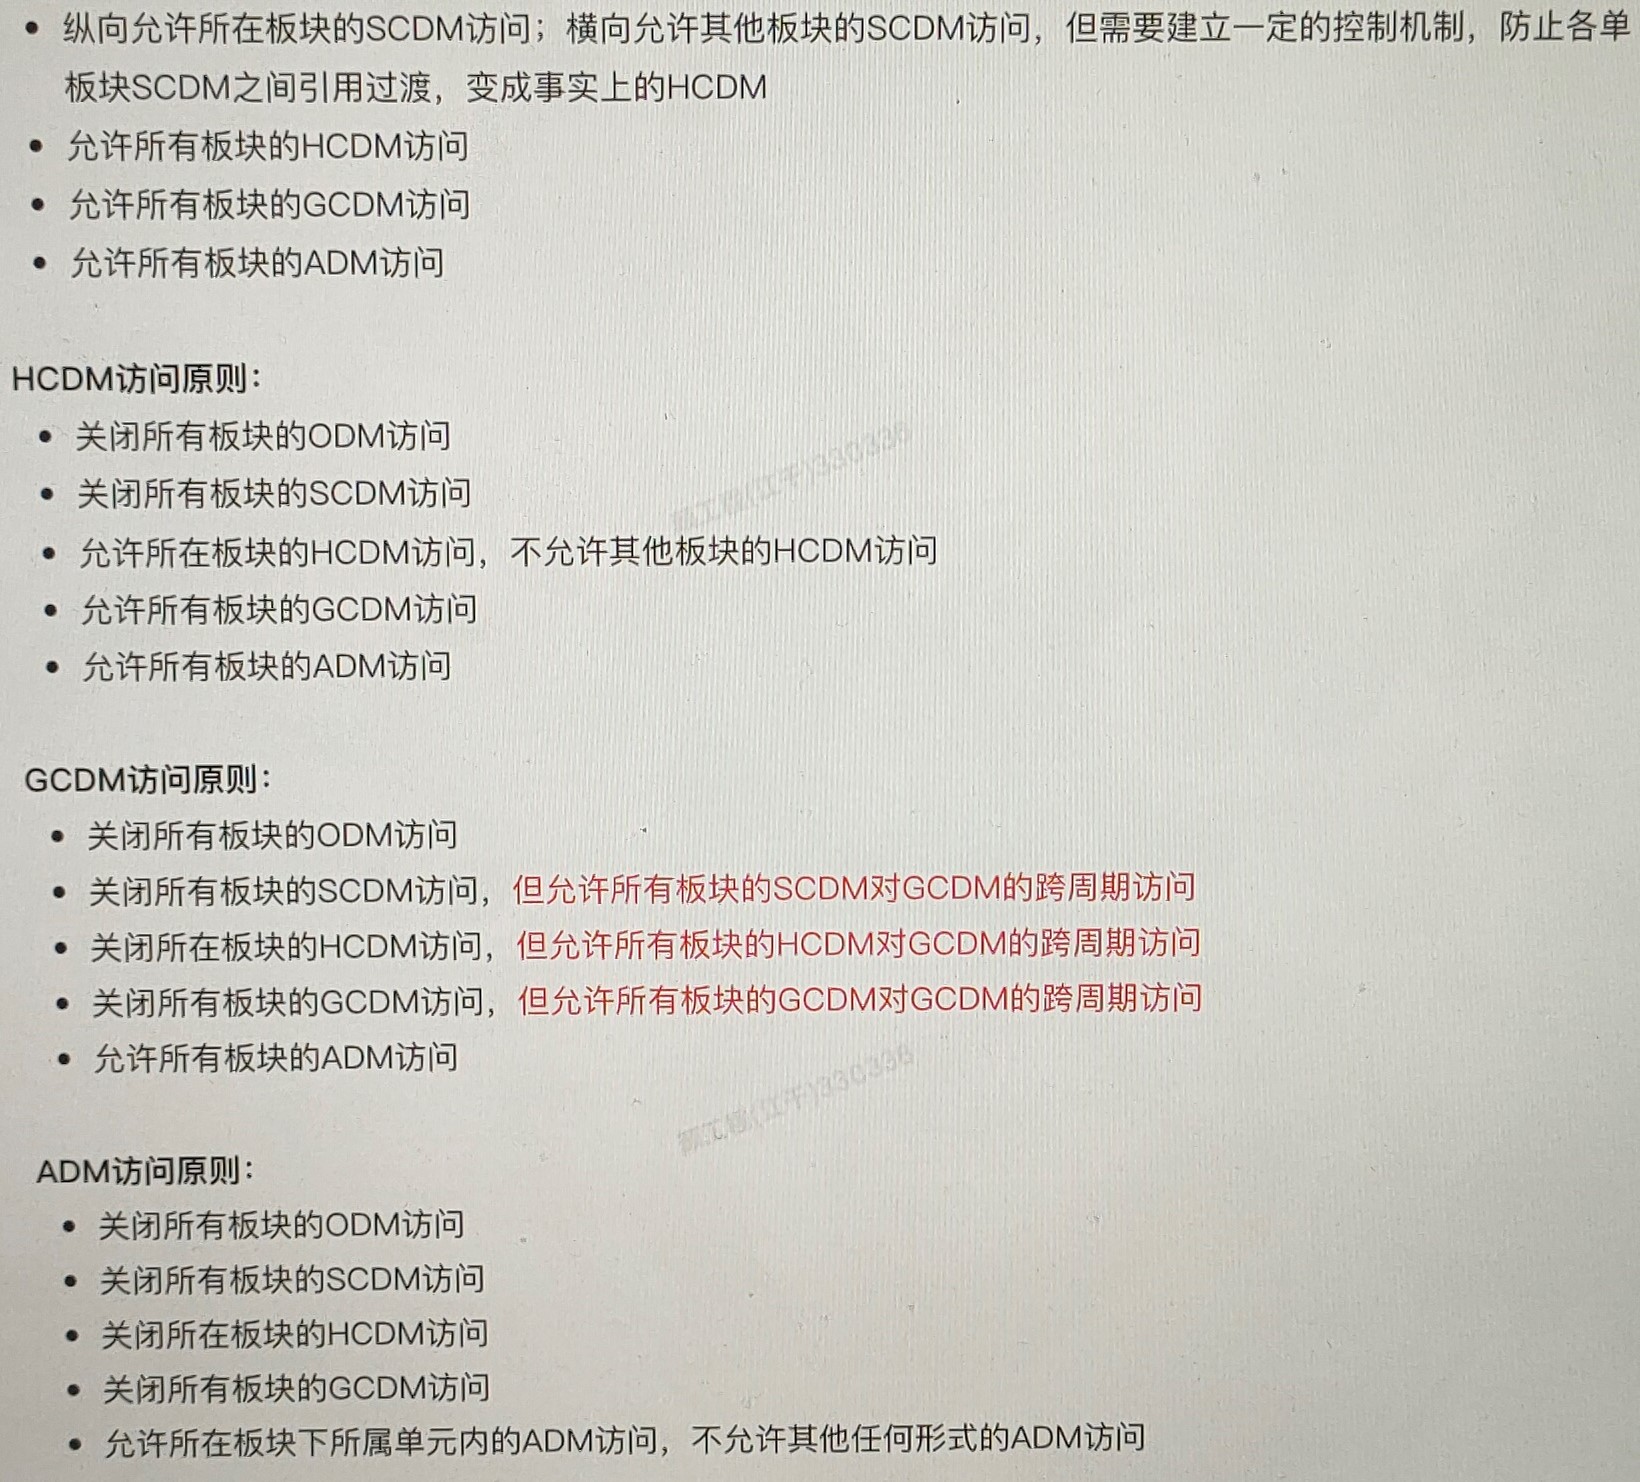 • 纵向允许所在板块的SCDM访问；横向允许其他板块的SCDM访问，但需要建立一定的控制机制，防止各单
板块SCDM之间引用过渡，变成事实上的HCDM
• 允许所有板块的HCDM访问
• 允许所有板块的GCDM访问
• 允许所有板块的ADM访问
HCDM访问原则：
• 关闭所有板块的ODM访问
• 关闭所有板块的SCDM访问
• 允许所在板块的HCDM访问，不允许其他板块的HCDM访问
• 允许所有板块的GCDM访问
• 允许所有板块的ADM访问
GCDM访问原则：
• 关闭所有板块的ODM访问
• 关闭所有板块的SCDM访问，但允许所有板块的SCDM对GCDM的跨周期访问
• 关闭所在板块的HCDM访问，但允许所有板块的HCDM对GCDM的跨周期访问
• 关闭所有板块的GCDM访问，但允许所有板块的GCDM对GCDM的跨周期访问
• 允许所有板块的ADM访问
ADM访问原则：
• 关闭所有板块的ODM访问
• 关闭所有板块的SCDM访问
• 关闭所在板块的HCDM访问
• 关闭所有板块的GCDM访问
• 允许所在板块下所属单元内的ADM访问，不允许其他任何形式的ADM访问